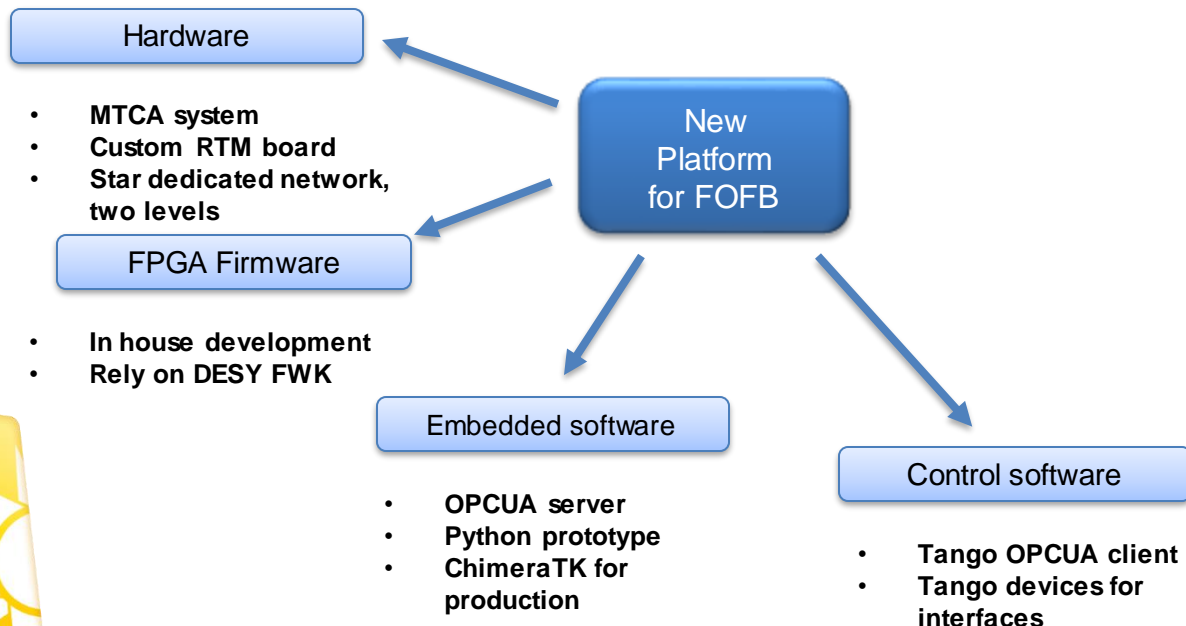 Hardware
• MTCA system
• Custom RTM board
• Star dedicated network,
two levels
New
Platform
for FOFB
FPGA Firmware
• In house development
• Rely on DESY FWK
Embedded software
• OPCUA server
• Python prototype
• ChimeraTK for
production
Control software
• Tango OPCUA client
• Tango devices for
interfaces